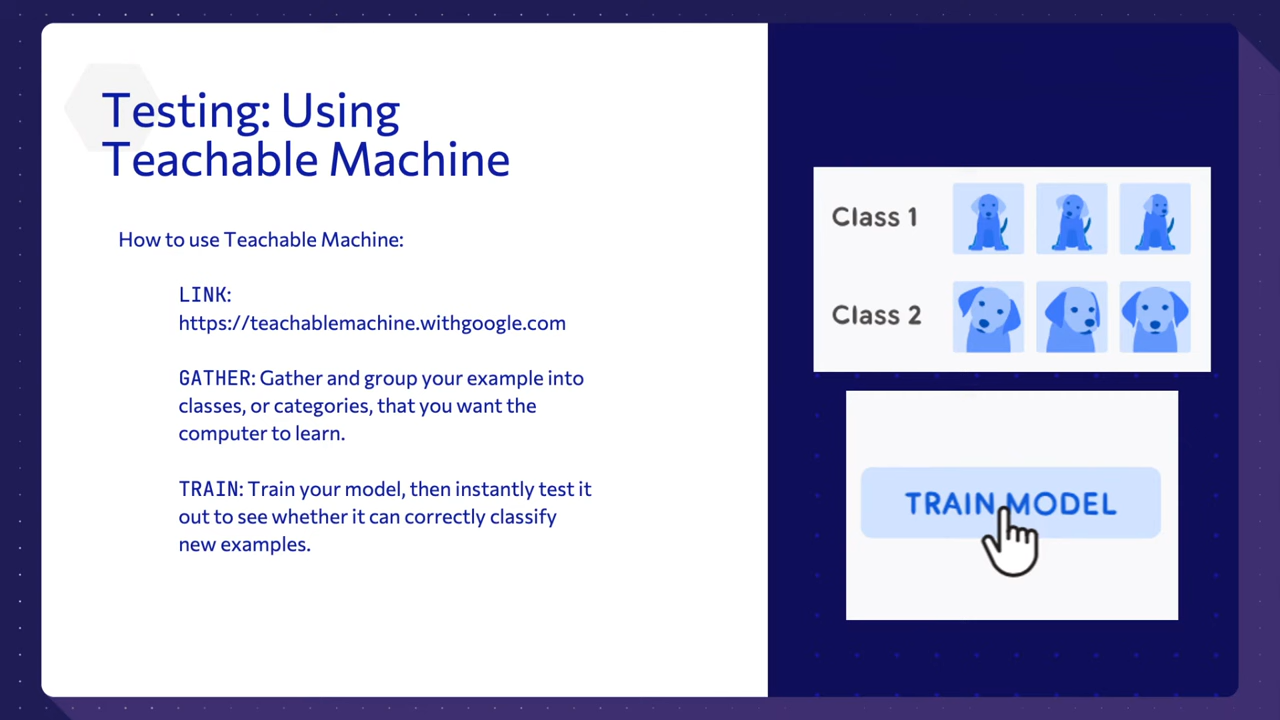 Testing: Using
Teachable Machine
How to use Teachable Machine:
LINK:
https://teachablemachine.withgoogle.com
GATHER: Gather and group your example into
classes, or categories, that you want the
computer to learn.
TRAIN: Train your model, then instantly test it
out to see whether it can correctly classify
new examples.
Class 1
Class 2
TRAIN MODEL